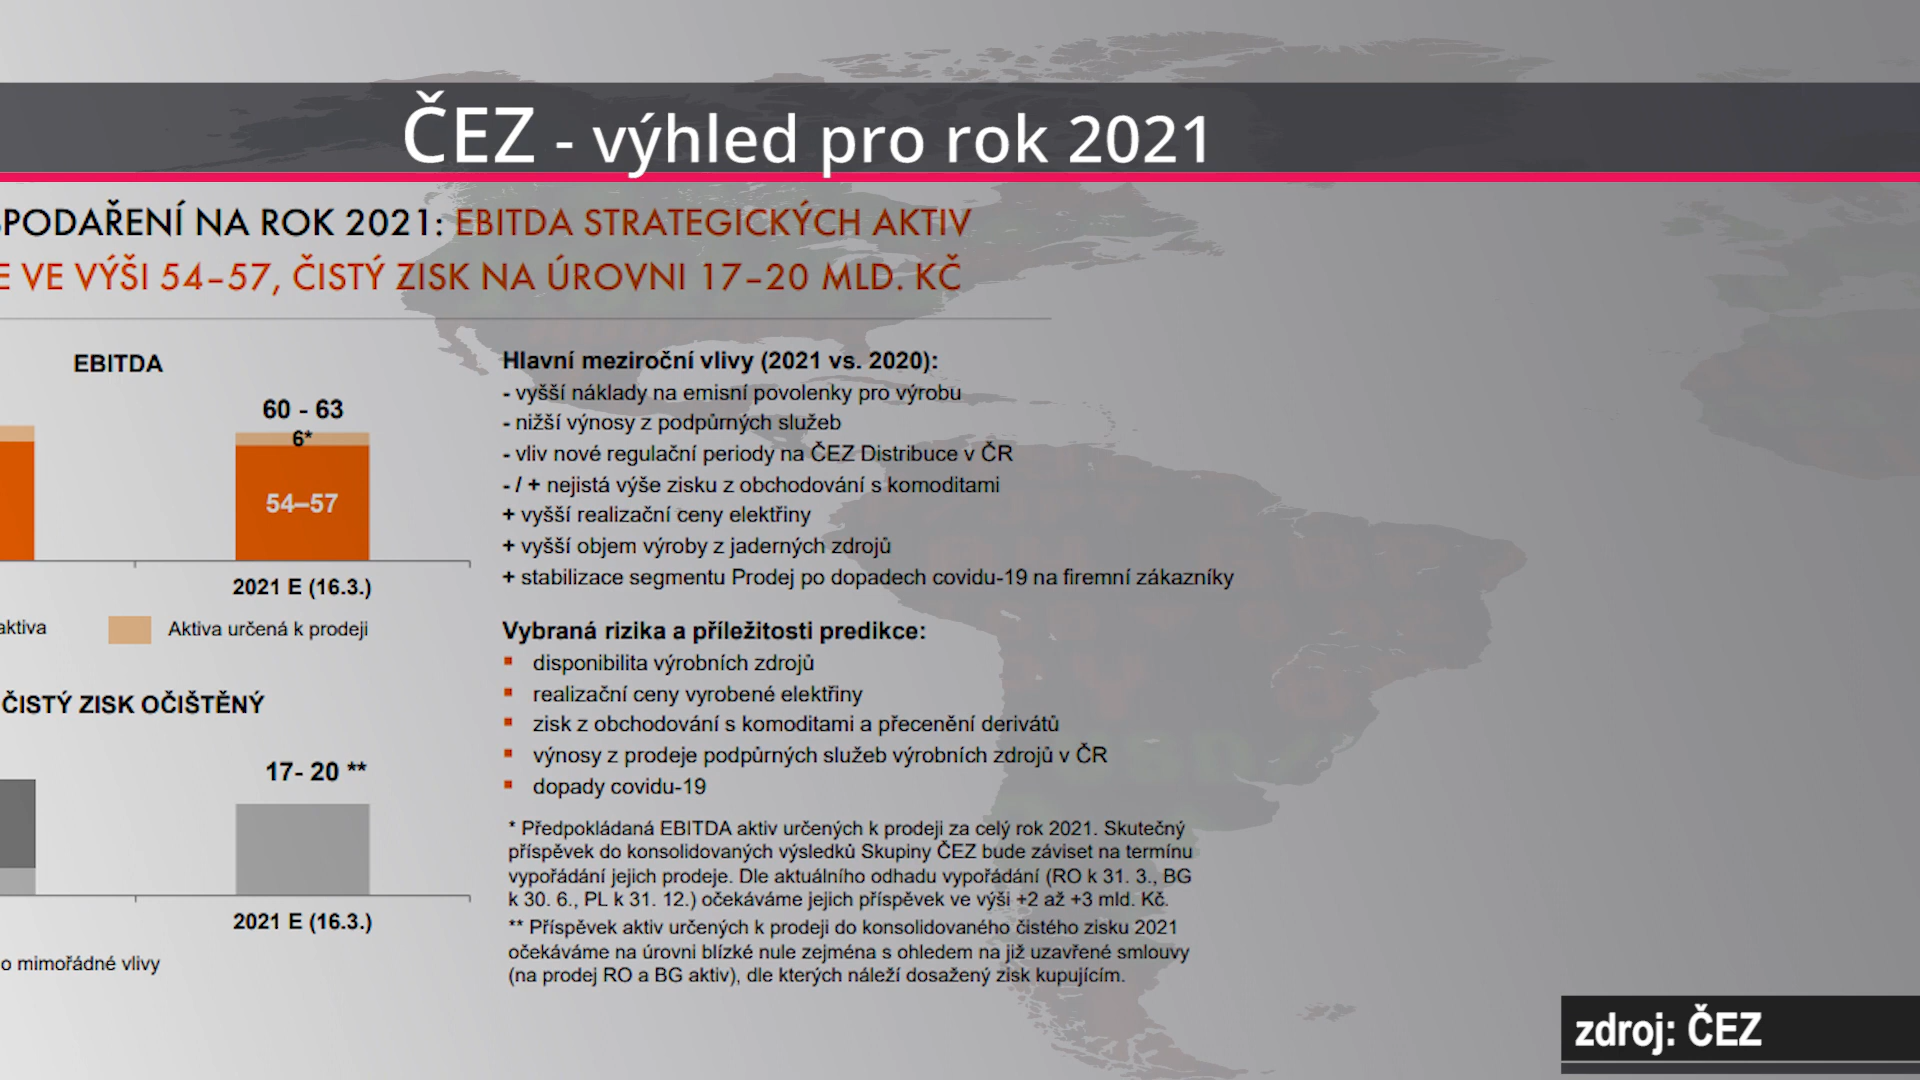 ČEZ - výhled pro rok 2021
PODAŘENÍ NA ROK 2021: EBITDA STRATEGICKÝCH AKTIV
E VE VÝŠI 54–57, ČISTÝ ZISK NA ÚROVNI 17–20 MLD. KČ
EBITDA
60 - 63
6*
54–57
2021 E (16.3.)
aktiva
Aktiva určená k prodeji
ČISTÝ ZISK OČIŠTĚNÝ
17- 20 **
2021 E (16.3.)
o mimořádné vlivy
Hlavní meziroční vlivy (2021 vs. 2020):
- vyšší náklady na emisní povolenky pro výrobu
- nižší výnosy z podpůrných služeb
- vliv nové regulační periody na ČEZ Distribuce v ČR
- / + nejistá výše zisku z obchodování s komoditami
+ vyšší realizační ceny elektřiny
+ vyšší objem výroby z jaderných zdrojů
+ stabilizace segmentu Prodej po dopadech covidu-19 na firemní zákazníky
Vybraná rizika a příležitosti predikce:
▪ disponibilita výrobních zdrojů
▪ realizační ceny vyrobené elektřiny
▪ zisk z obchodování s komoditami a přecenění derivátů
▪ výnosy z prodeje podpůrných služeb výrobních zdrojů v ČR
▪ dopady covidu-19
* Předpokládaná EBITDA aktiv určených k prodeji za celý rok 2021. Skutečný
příspěvek do konsolidovaných výsledků Skupiny ČEZ bude záviset na termínu
vypořádání jejich prodeje. Dle aktuálního odhadu vypořádání (RO k 31. 3., BG
k 30. 6., PL k 31. 12.) očekáváme jejich příspěvek ve výši +2 až +3 mld. Kč.
** Příspěvek aktiv určených k prodeji do konsolidovaného čistého zisku 2021
očekáváme na úrovni blízké nule zejména s ohledem na již uzavřené smlouvy
(na prodej RO a BG aktiv), dle kterých náleží dosažený zisk kupujícím.
zdroj: ČEZ